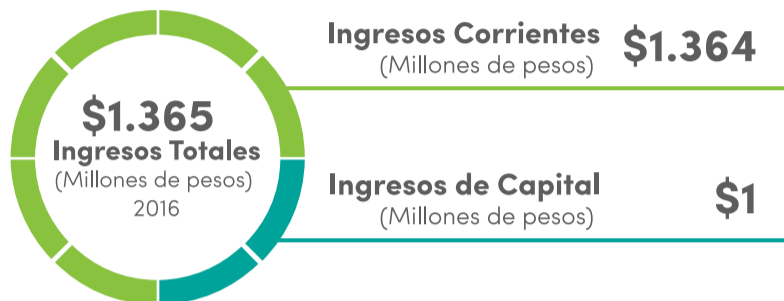 $1.365
Ingresos Totales
(Millones de pesos)
2016
Ingresos Corrientes $1.364
(Millones de pesos)
Ingresos de Capital $1
(Millones de pesos)